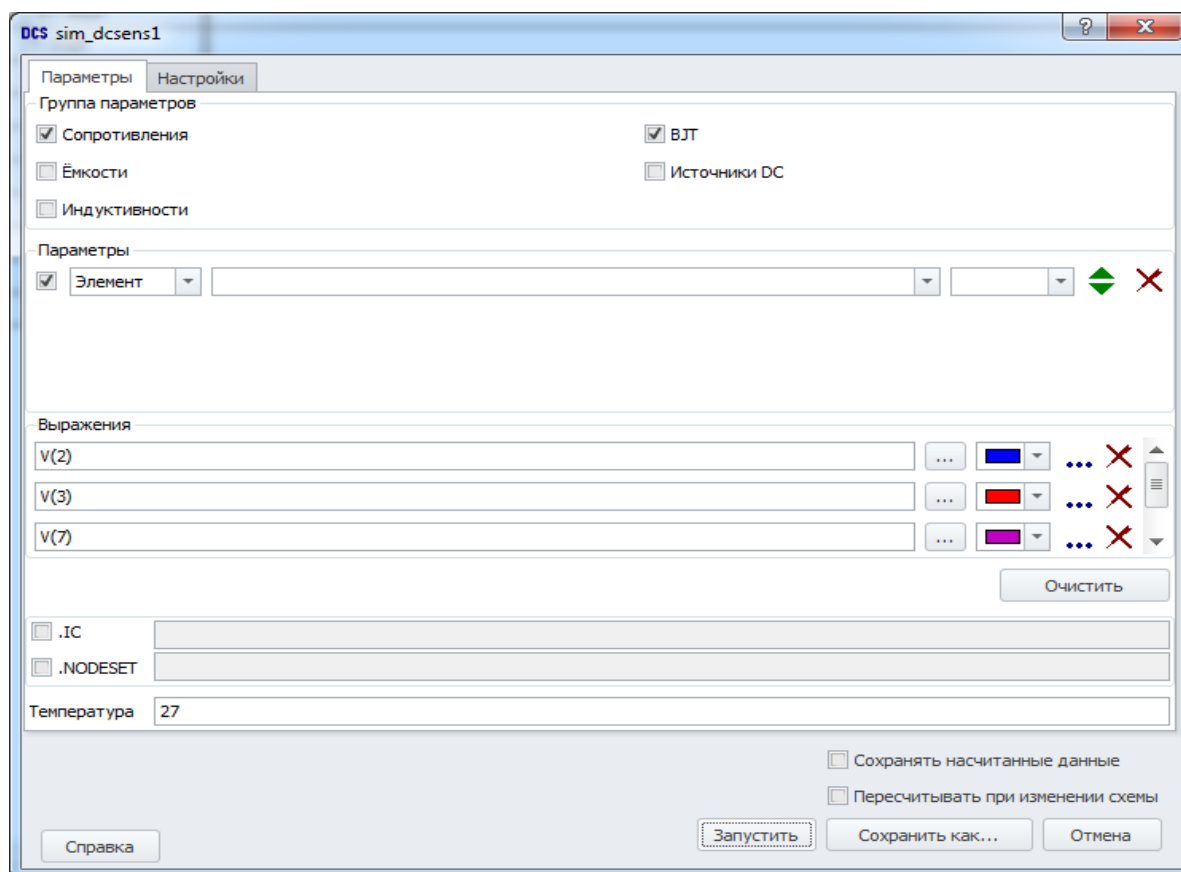 DCS sim_dcsens1
Параметры Настройки
Группа параметров
Сопротивления BJT
Ёмкости Источники DC
Индуктивности
Параметры
Элемент
Выражения
V(2) ...
V(3) ...
V(7) ...
Очистить
.IC
.NODESET
Температура 27
Сохранять насчитанные данные
Пересчитывать при изменении схемы
Справка Запустить Сохранить как... Отмена